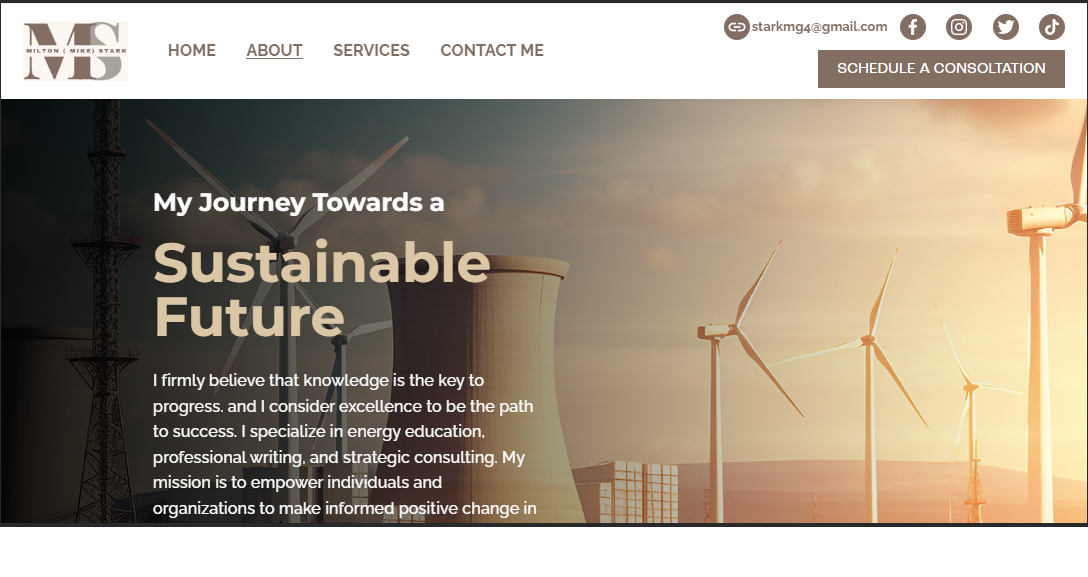 MS
MILTON ( MIKE) STARK
HOME ABOUT SERVICES CONTACT ME
starkmg4@gmail.com
SCHEDULE A CONSOLTATION
My Journey Towards a
Sustainable
Future
I firmly believe that knowledge is the key to
progress. and I consider excellence to be the path
to success. I specialize in energy education,
professional writing, and strategic consulting. My
mission is to empower individuals and
organizations to make informed positive change in